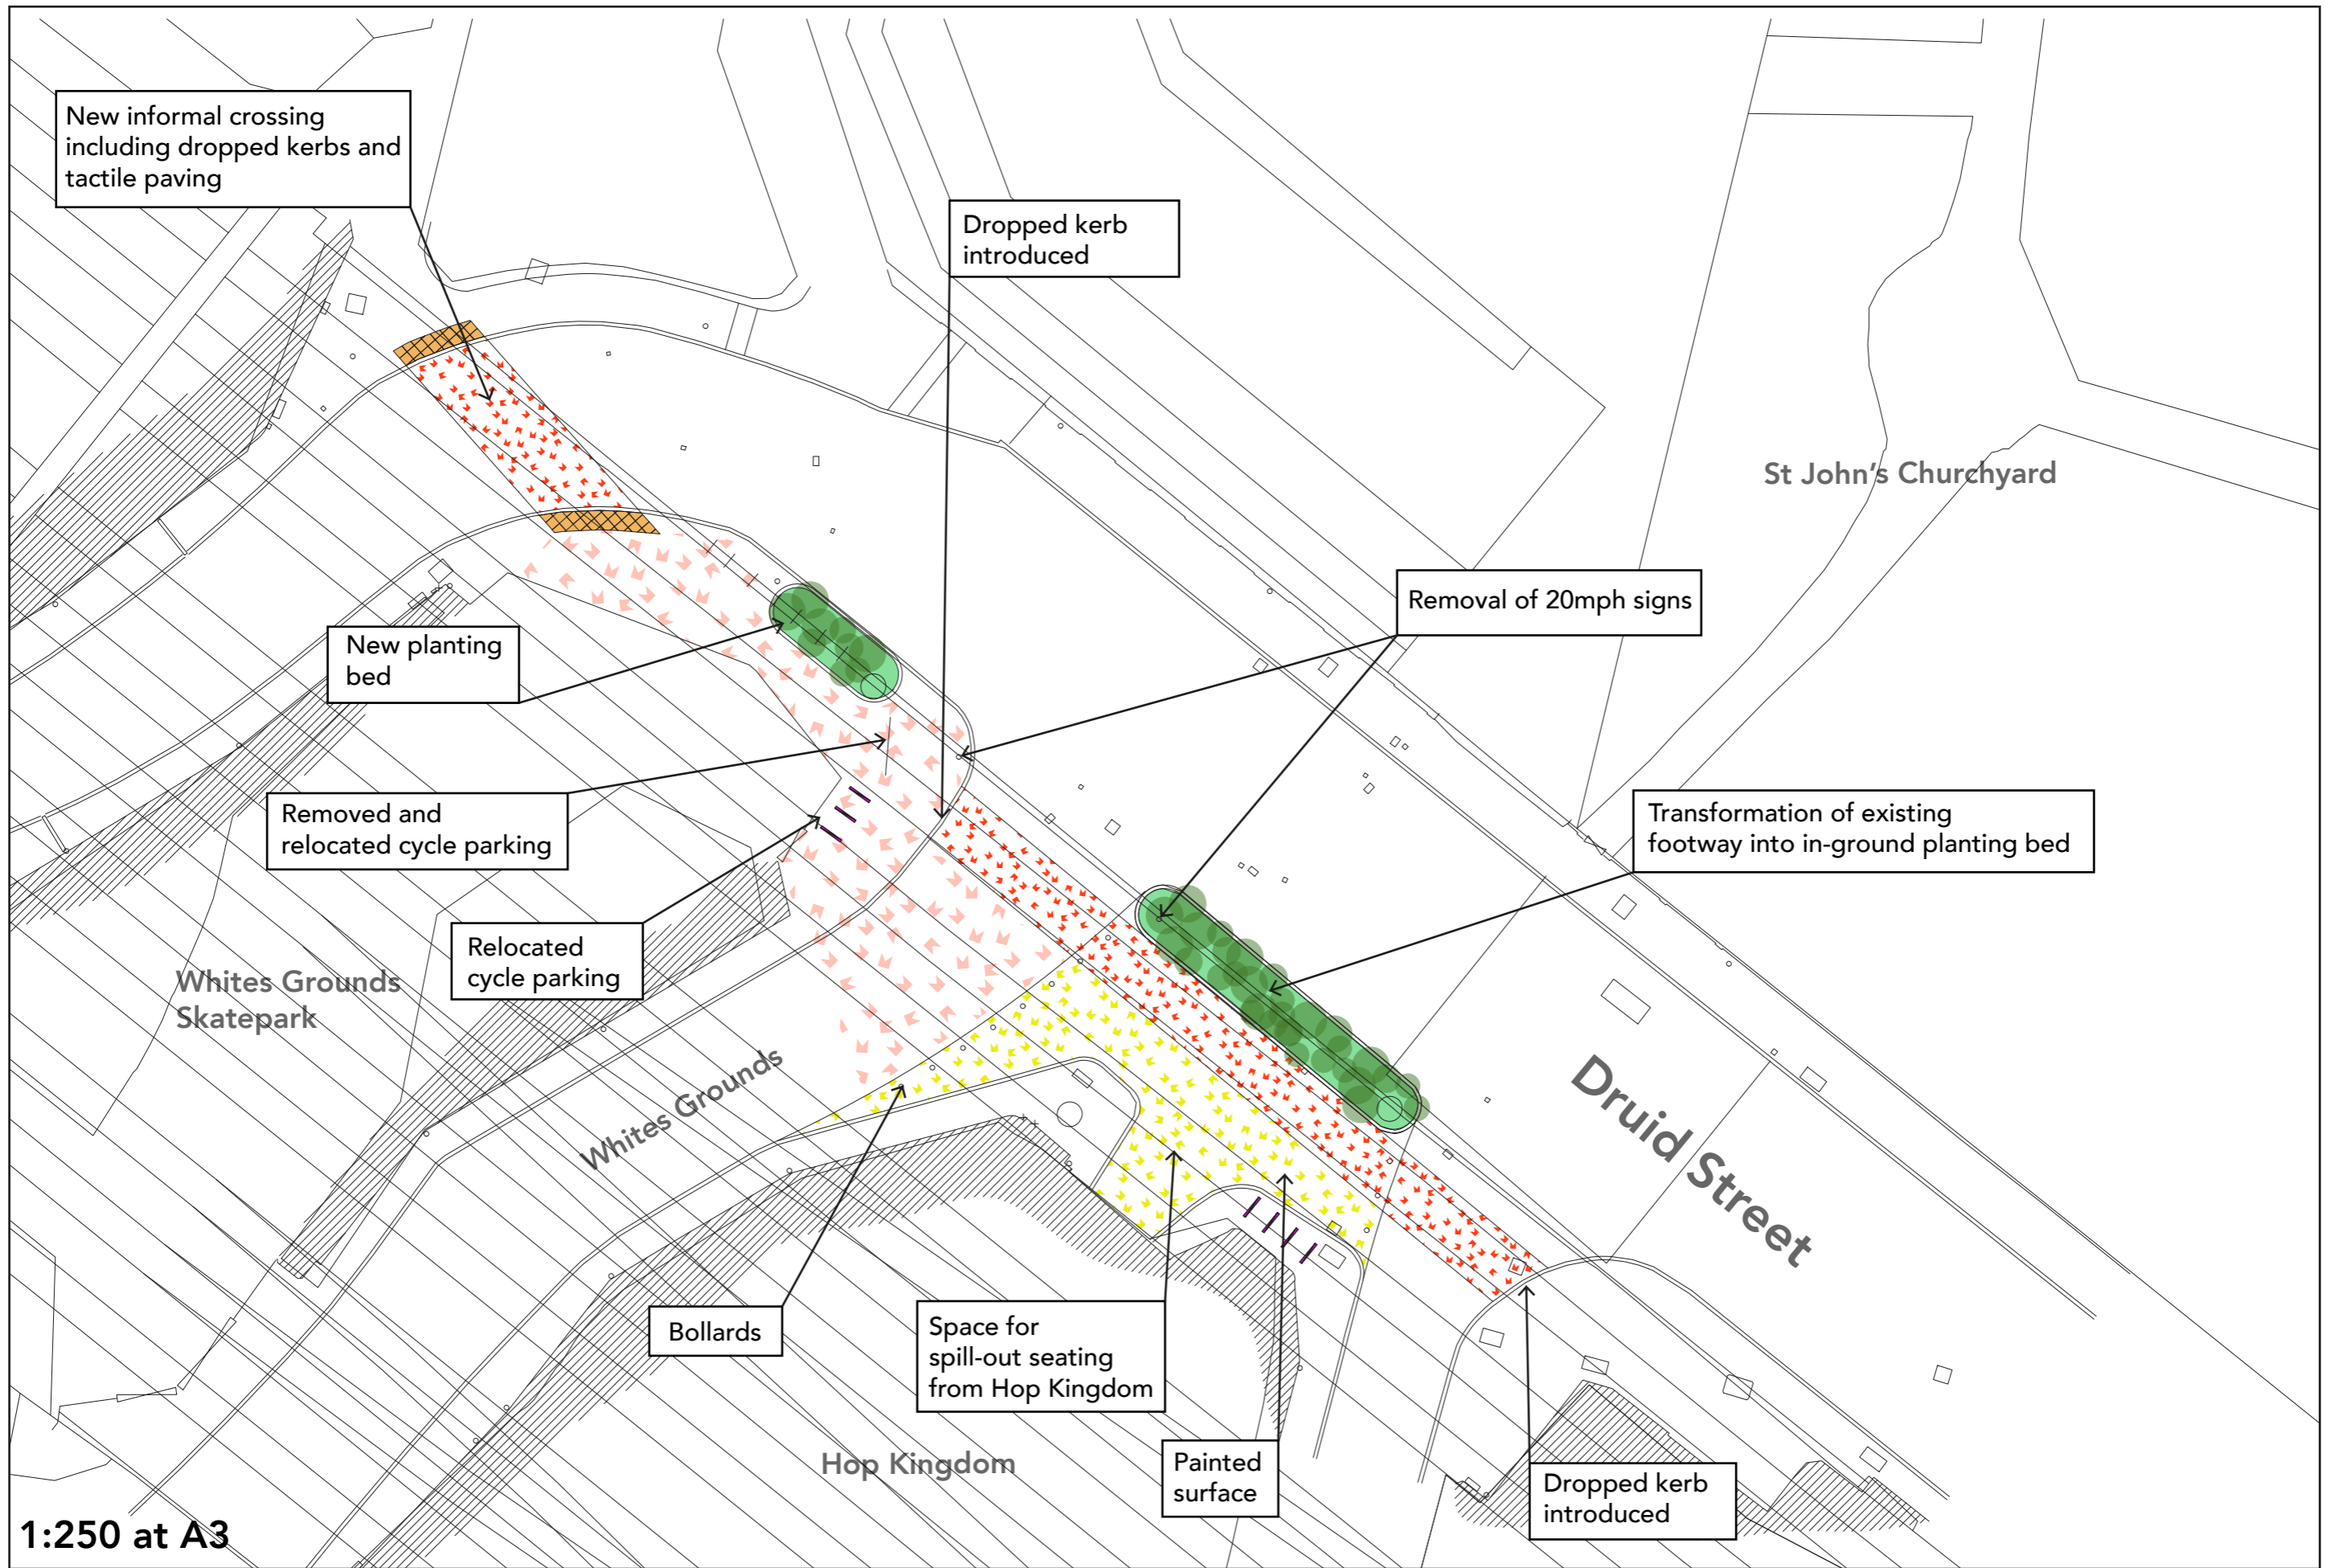 New informal crossing
including dropped kerbs and
tactile paving
Dropped kerb
introduced
St John's Churchyard
Removal of 20mph signs
New planting
bed
Removed and
relocated cycle parking
Transformation of existing
footway into in-ground planting bed
Relocated
cycle parking
Whites Grounds
Skatepark
Whites Grounds
Druid Street
Bollards
Space for
spill-out seating
from Hop Kingdom
Hop Kingdom
Painted
surface
Dropped kerb
introduced
1:250 at A3